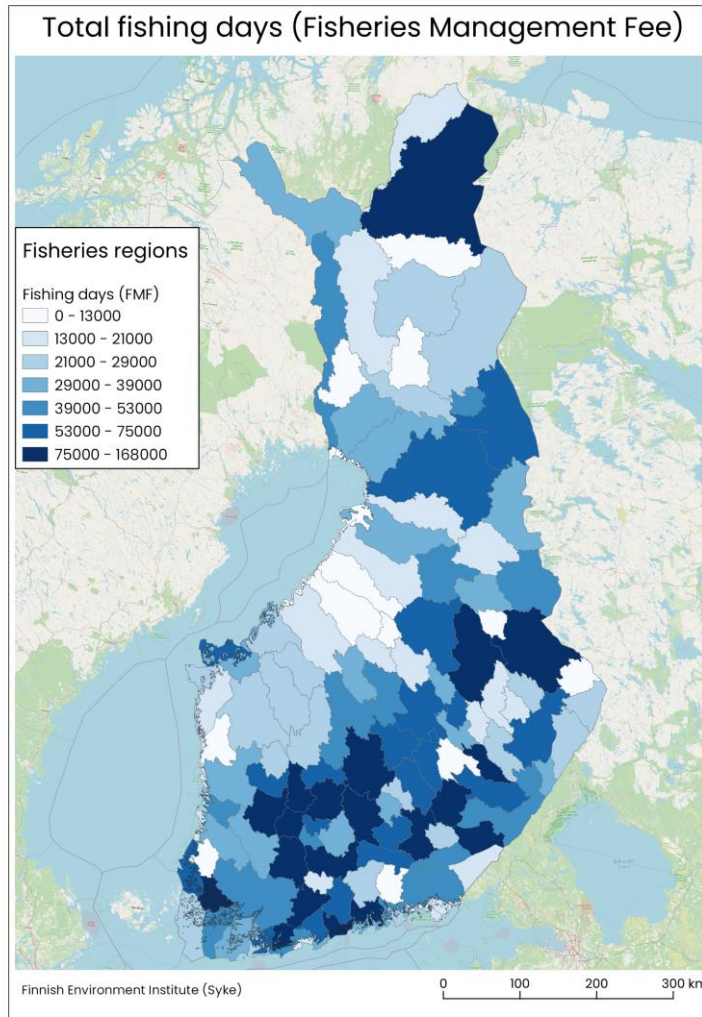 Total fishing days (Fisheries Management Fee)
Fisheries regions
Fishing days (FMF)
0 - 13000
13000 - 21000
21000 - 29000
29000 - 39000
39000 - 53000
53000 - 75000
75000 - 168000
Finnish Environment Institute (Syke)
0 100 200 300 km